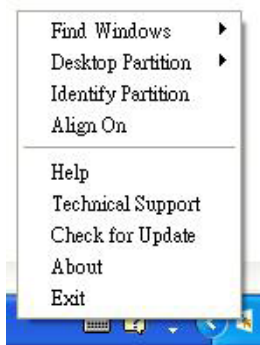 Find Windows
Desktop Partition
Identify Partition
Align On
Help
Technical Support
Check for Update
About
Exit